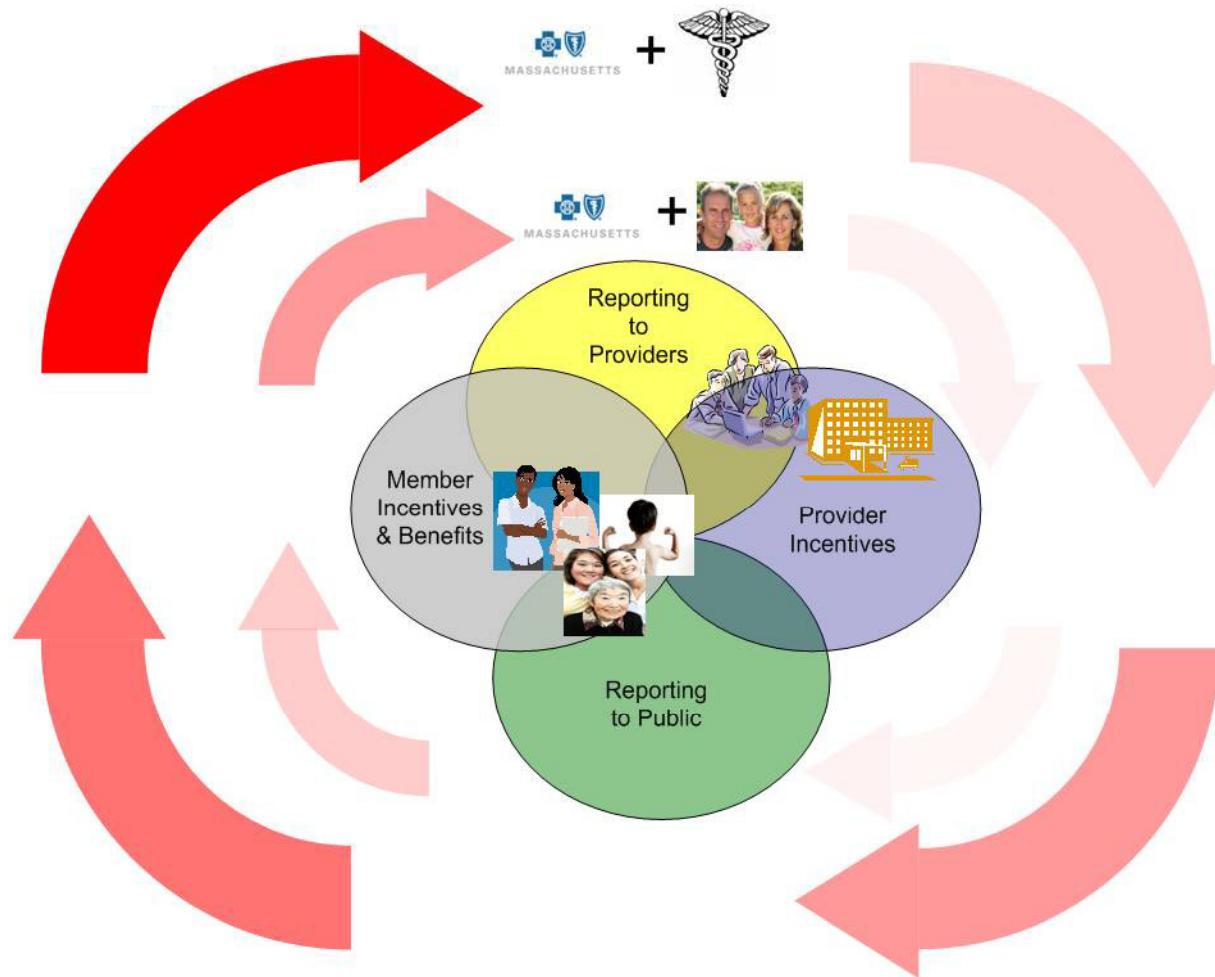 MASSACHUSETTS +
MASSACHUSETTS +
Reporting
to
Providers
Member
Incentives
& Benefits
Provider
Incentives
Reporting
to Public